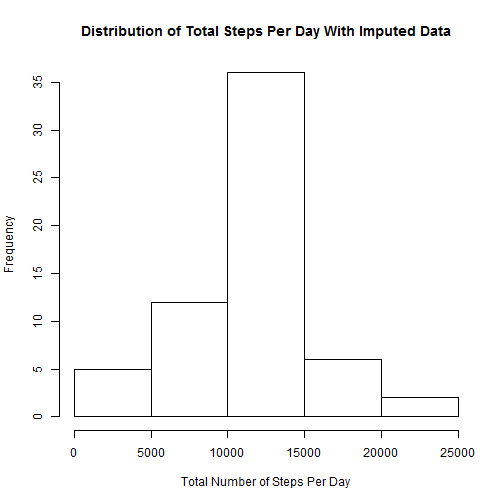 Distribution of Total Steps Per Day With Imputed Data
Frequency
35
30
25
20
15
10
5
0
0 5000 10000 15000 20000 25000
Total Number of Steps Per Day